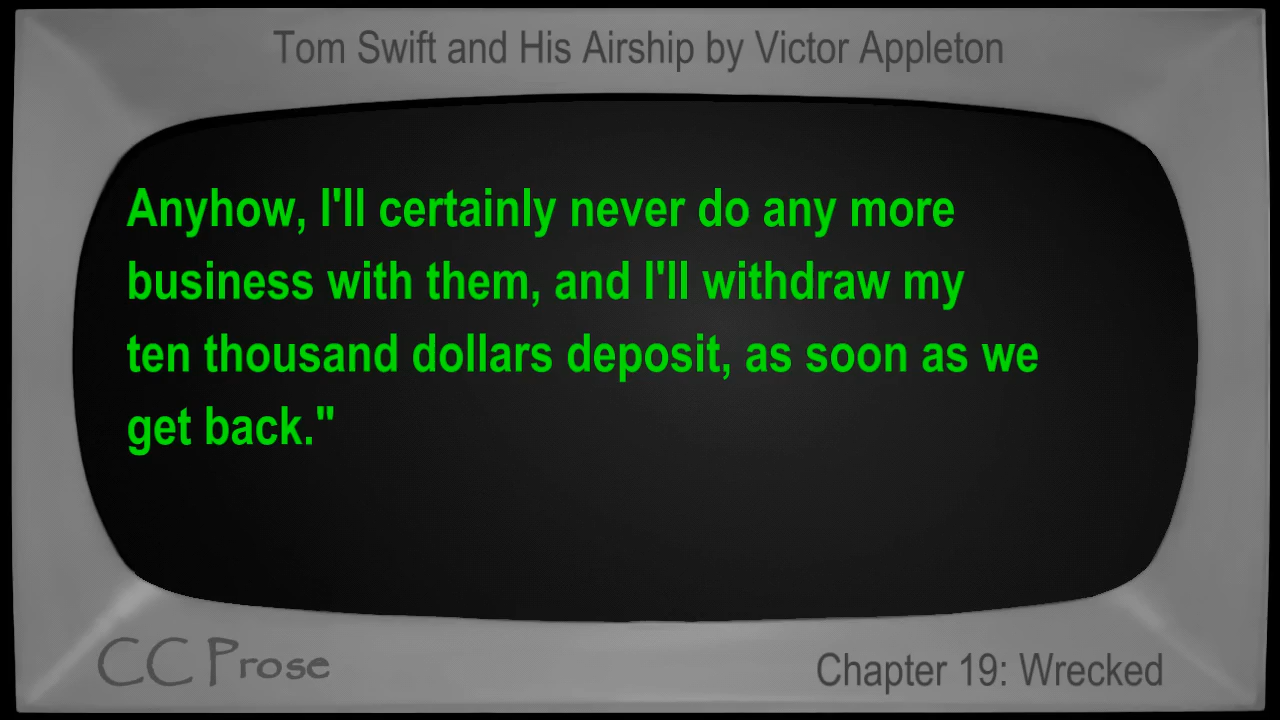 Tom Swift and His Airship by Victor Appleton
Anyhow, I'll certainly never do any more
business with them, and I'll withdraw my
ten thousand dollars deposit, as soon as we
get back."
CC Prose
Chapter 19: Wrecked